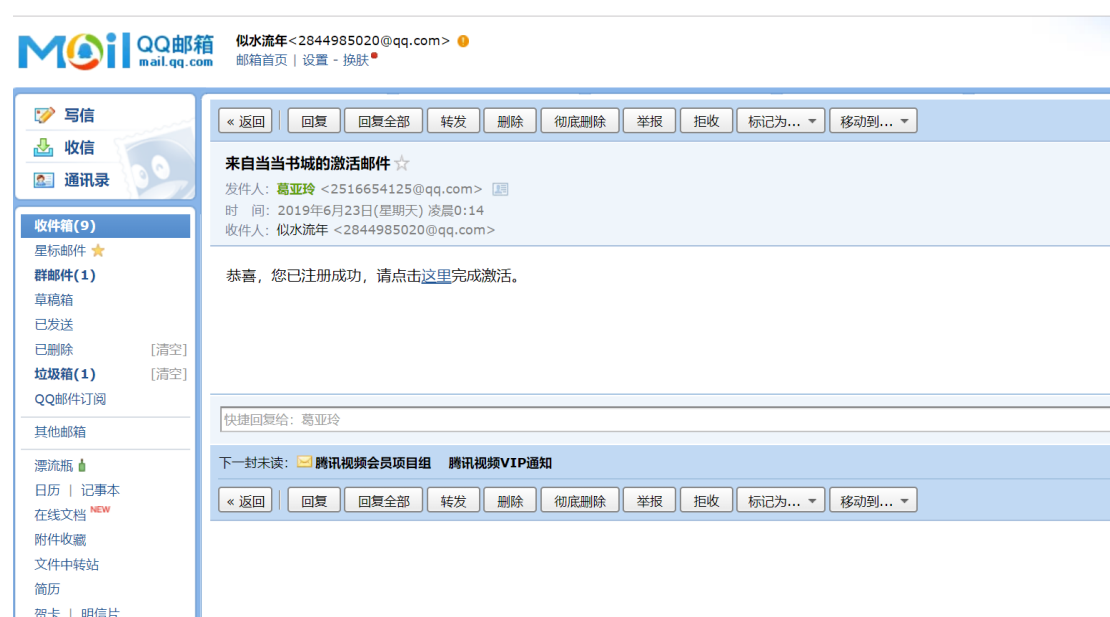 Mail QQ邮箱 mail.qq.com
似水流年<2844985020@qq.com>
邮箱首页 | 设置 - 换肤
写信
收信
通讯录
收件箱(9)
星标邮件
群邮件(1)
草稿箱
已发送
已删除 [清空]
垃圾箱(1) [清空]
QQ邮件订阅
其他邮箱
漂流瓶
日历 | 记事本
在线文档 NEW
附件收藏
文件中转站
简历
贺卡 | 明信片
« 返回 回复 回复全部 转发 删除 彻底删除 举报 拒收 标记为... 移动到...
来自当当书城的激活邮件☆
发件人：葛亚玲 <2516654125@qq.com>
时 间：2019年6月23日(星期天) 凌晨0:14
收件人：似水流年 <2844985020@qq.com>
恭喜，您已注册成功，请点击这里完成激活。
快捷回复给：葛亚玲
下一封未读： 腾讯视频会员项目组 腾讯视频VIP通知
« 返回 回复 回复全部 转发 删除 彻底删除 举报 拒收 标记为... 移动到...